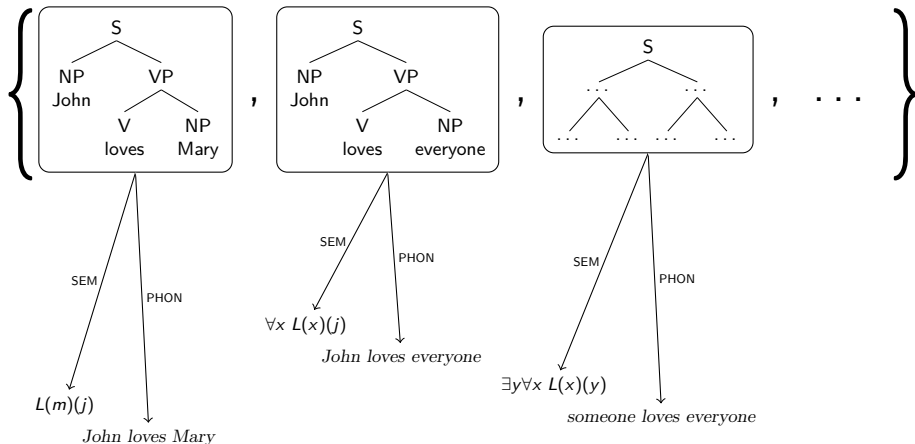 S
NP VP
John
V NP
loves Mary
,
S
NP VP
John
V NP
loves everyone
,
S
... ...
... ... ... ...
, ...
SEM
PHON
L(m)(j)
John loves Mary
SEM
PHON
∀x L(x)(j)
John loves everyone
SEM
PHON
∃y∀x L(x)(y)
someone loves everyone